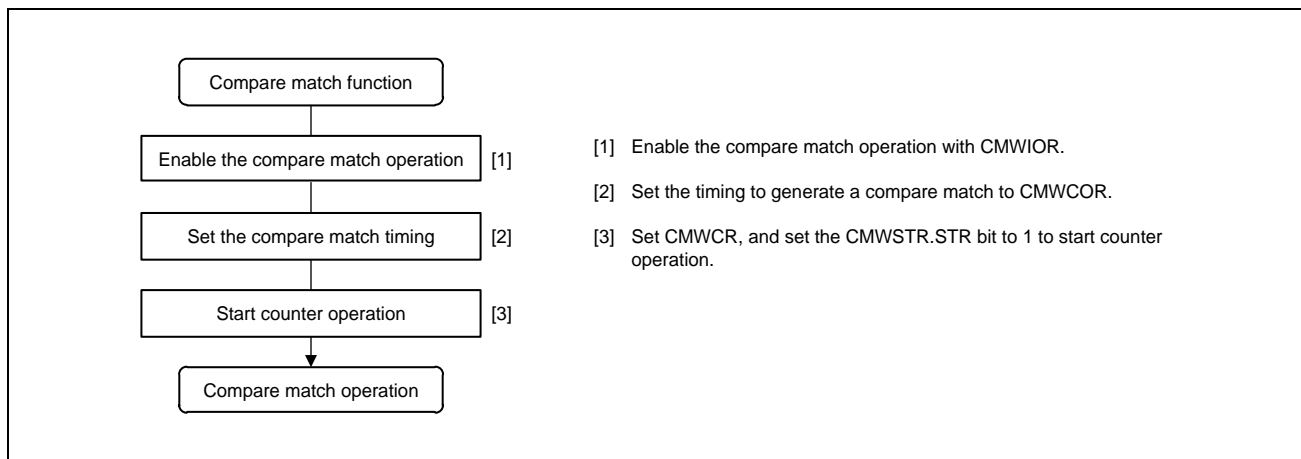 Compare match function
Enable the compare match operation [1]
Set the compare match timing [2]
Start counter operation [3]
Compare match operation
[1] Enable the compare match operation with CMWIOR.
[2] Set the timing to generate a compare match to CMWCOR.
[3] Set CMWCR, and set the CMWSTR.STR bit to 1 to start counter
operation.